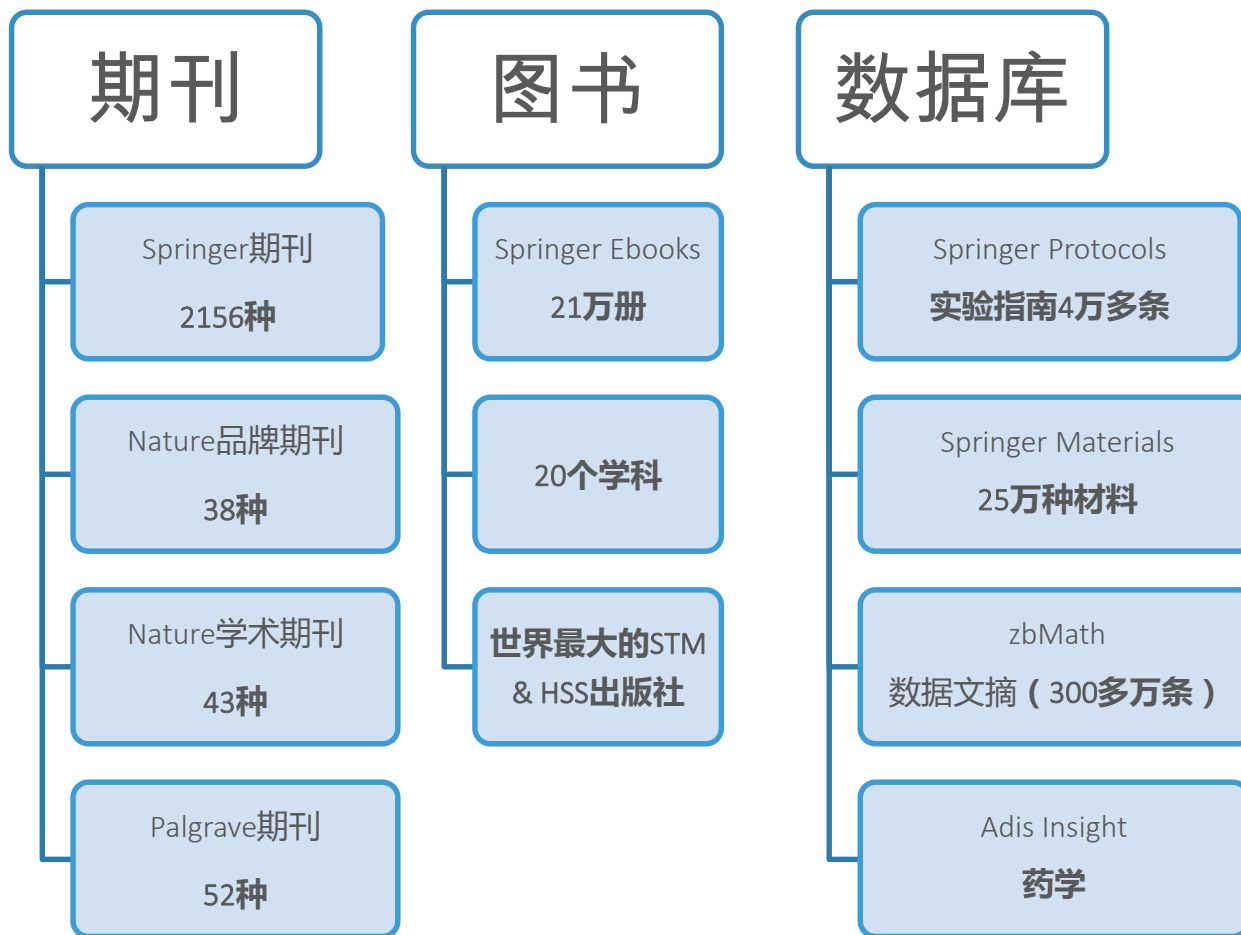 期刊
Springer期刊
2156种
Nature品牌期刊
38种
Nature学术期刊
43种
Palgrave期刊
52种
图书
Springer Ebooks
21万册
20个学科
世界最大的STM
& HSS出版社
数据库
Springer Protocols
实验指南4万多条
Springer Materials
25万种材料
zbMath
数据文摘（300多万条）
Adis Insight
药学